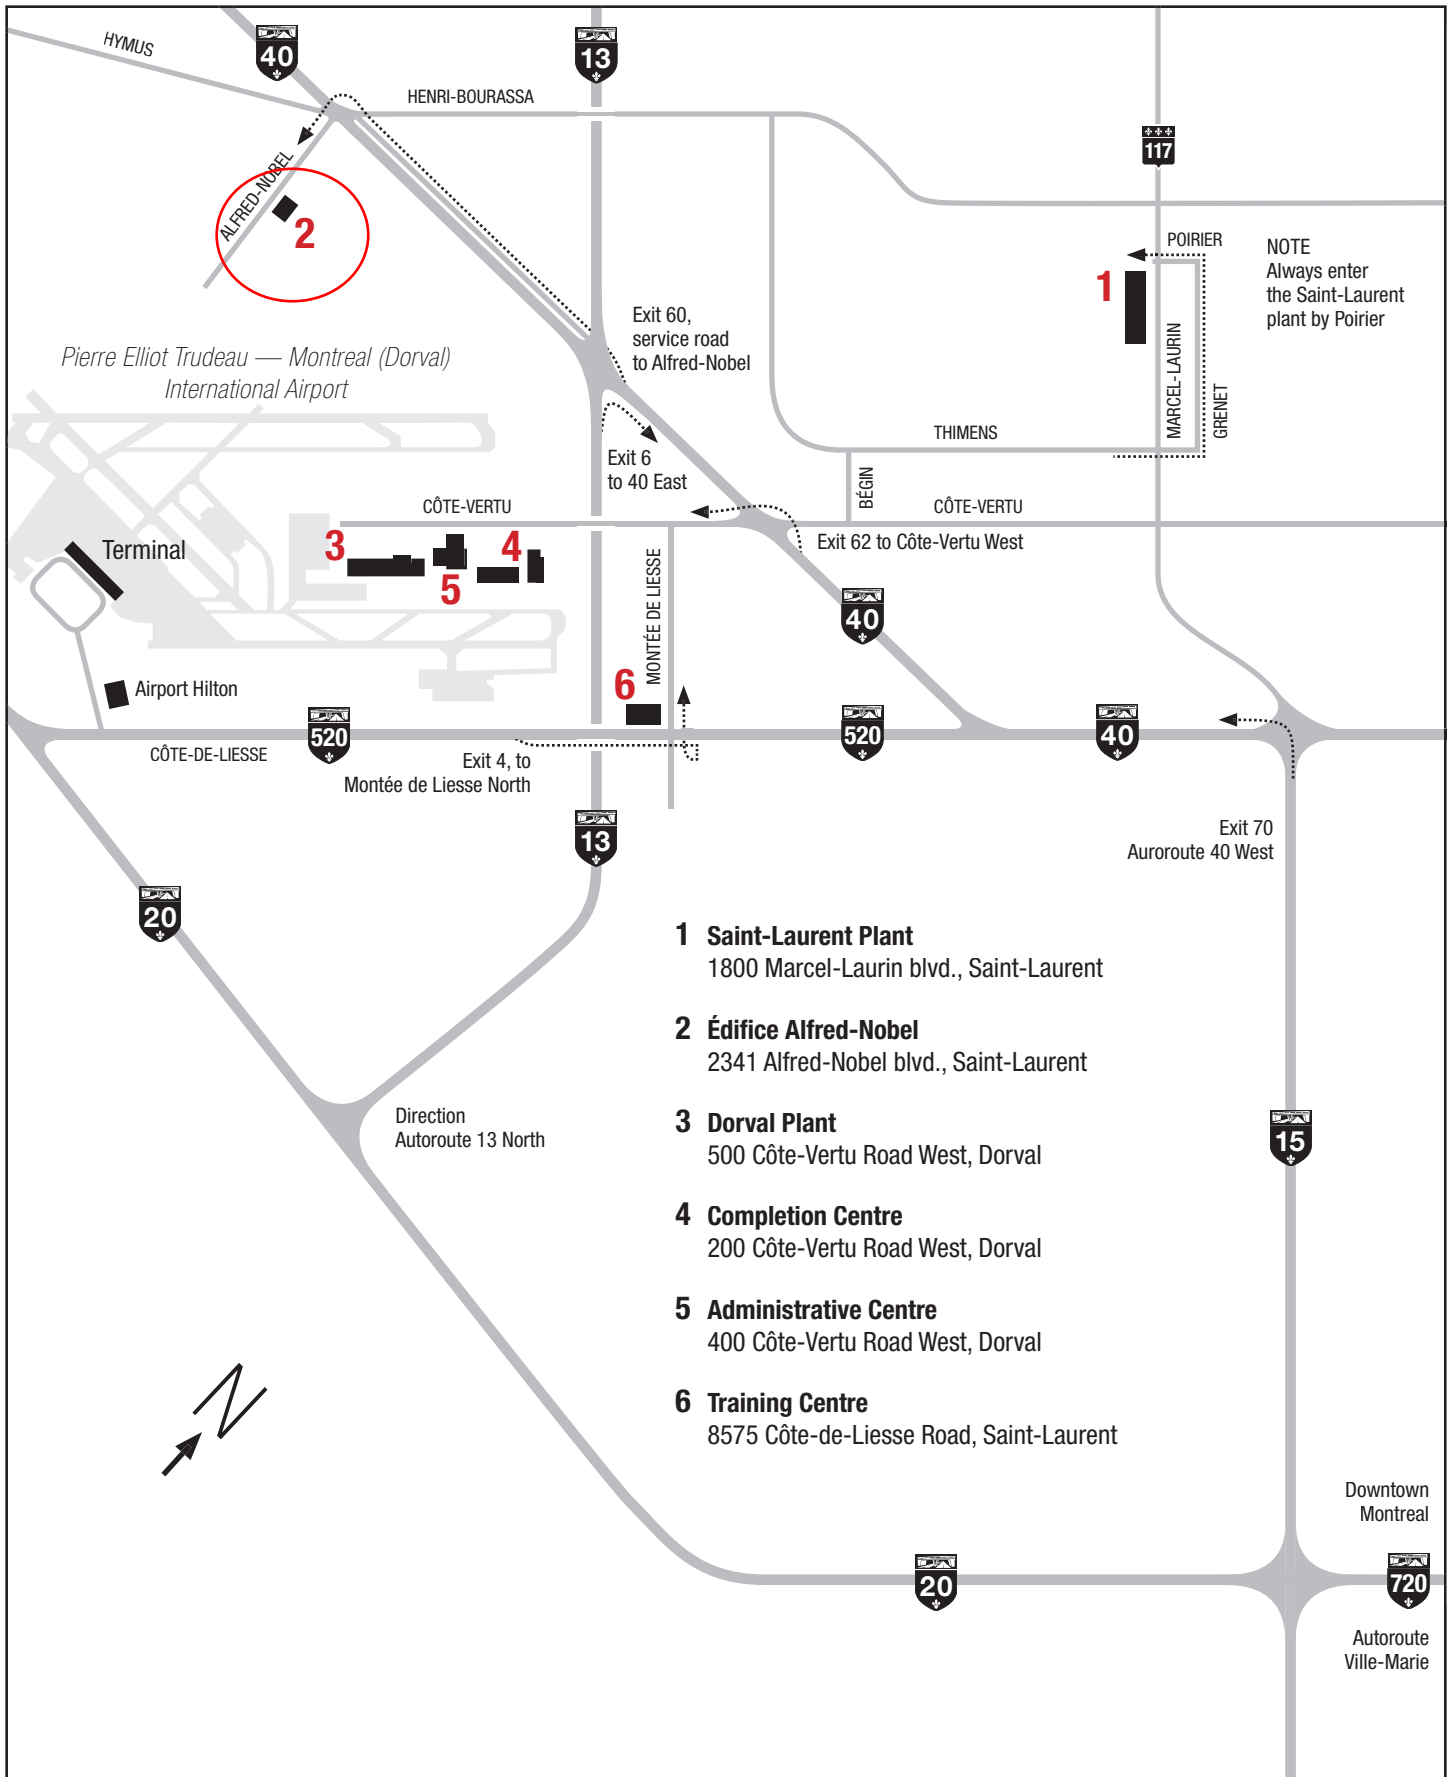 HYMUS
40
13
HENRI-BOURASSA
117
ALFRED-NOBEL
2
POIRIER
1
NOTE
Always enter
the Saint-Laurent
plant by Poirier
Exit 60,
service road
to Alfred-Nobel
MARCEL-LAURIN
GRENET
Pierre Elliot Trudeau — Montreal (Dorval)
International Airport
THIMENS
Exit 6
to 40 East
BÉGIN
CÔTE-VERTU
CÔTE-VERTU
Terminal
3
4
5
Exit 62 to Côte-Vertu West
MONTÉE DE LIESSE
40
6
Airport Hilton
520
520
40
CÔTE-DE-LIESSE
Exit 4, to
Montée de Liesse North
13
Exit 70
Auroroute 40 West
20
1 Saint-Laurent Plant
1800 Marcel-Laurin blvd., Saint-Laurent
2 Édifice Alfred-Nobel
2341 Alfred-Nobel blvd., Saint-Laurent
3 Dorval Plant
500 Côte-Vertu Road West, Dorval
4 Completion Centre
200 Côte-Vertu Road West, Dorval
5 Administrative Centre
400 Côte-Vertu Road West, Dorval
6 Training Centre
8575 Côte-de-Liesse Road, Saint-Laurent
Direction
Autoroute 13 North
15
N
Downtown
Montreal
20
720
Autoroute
Ville-Marie